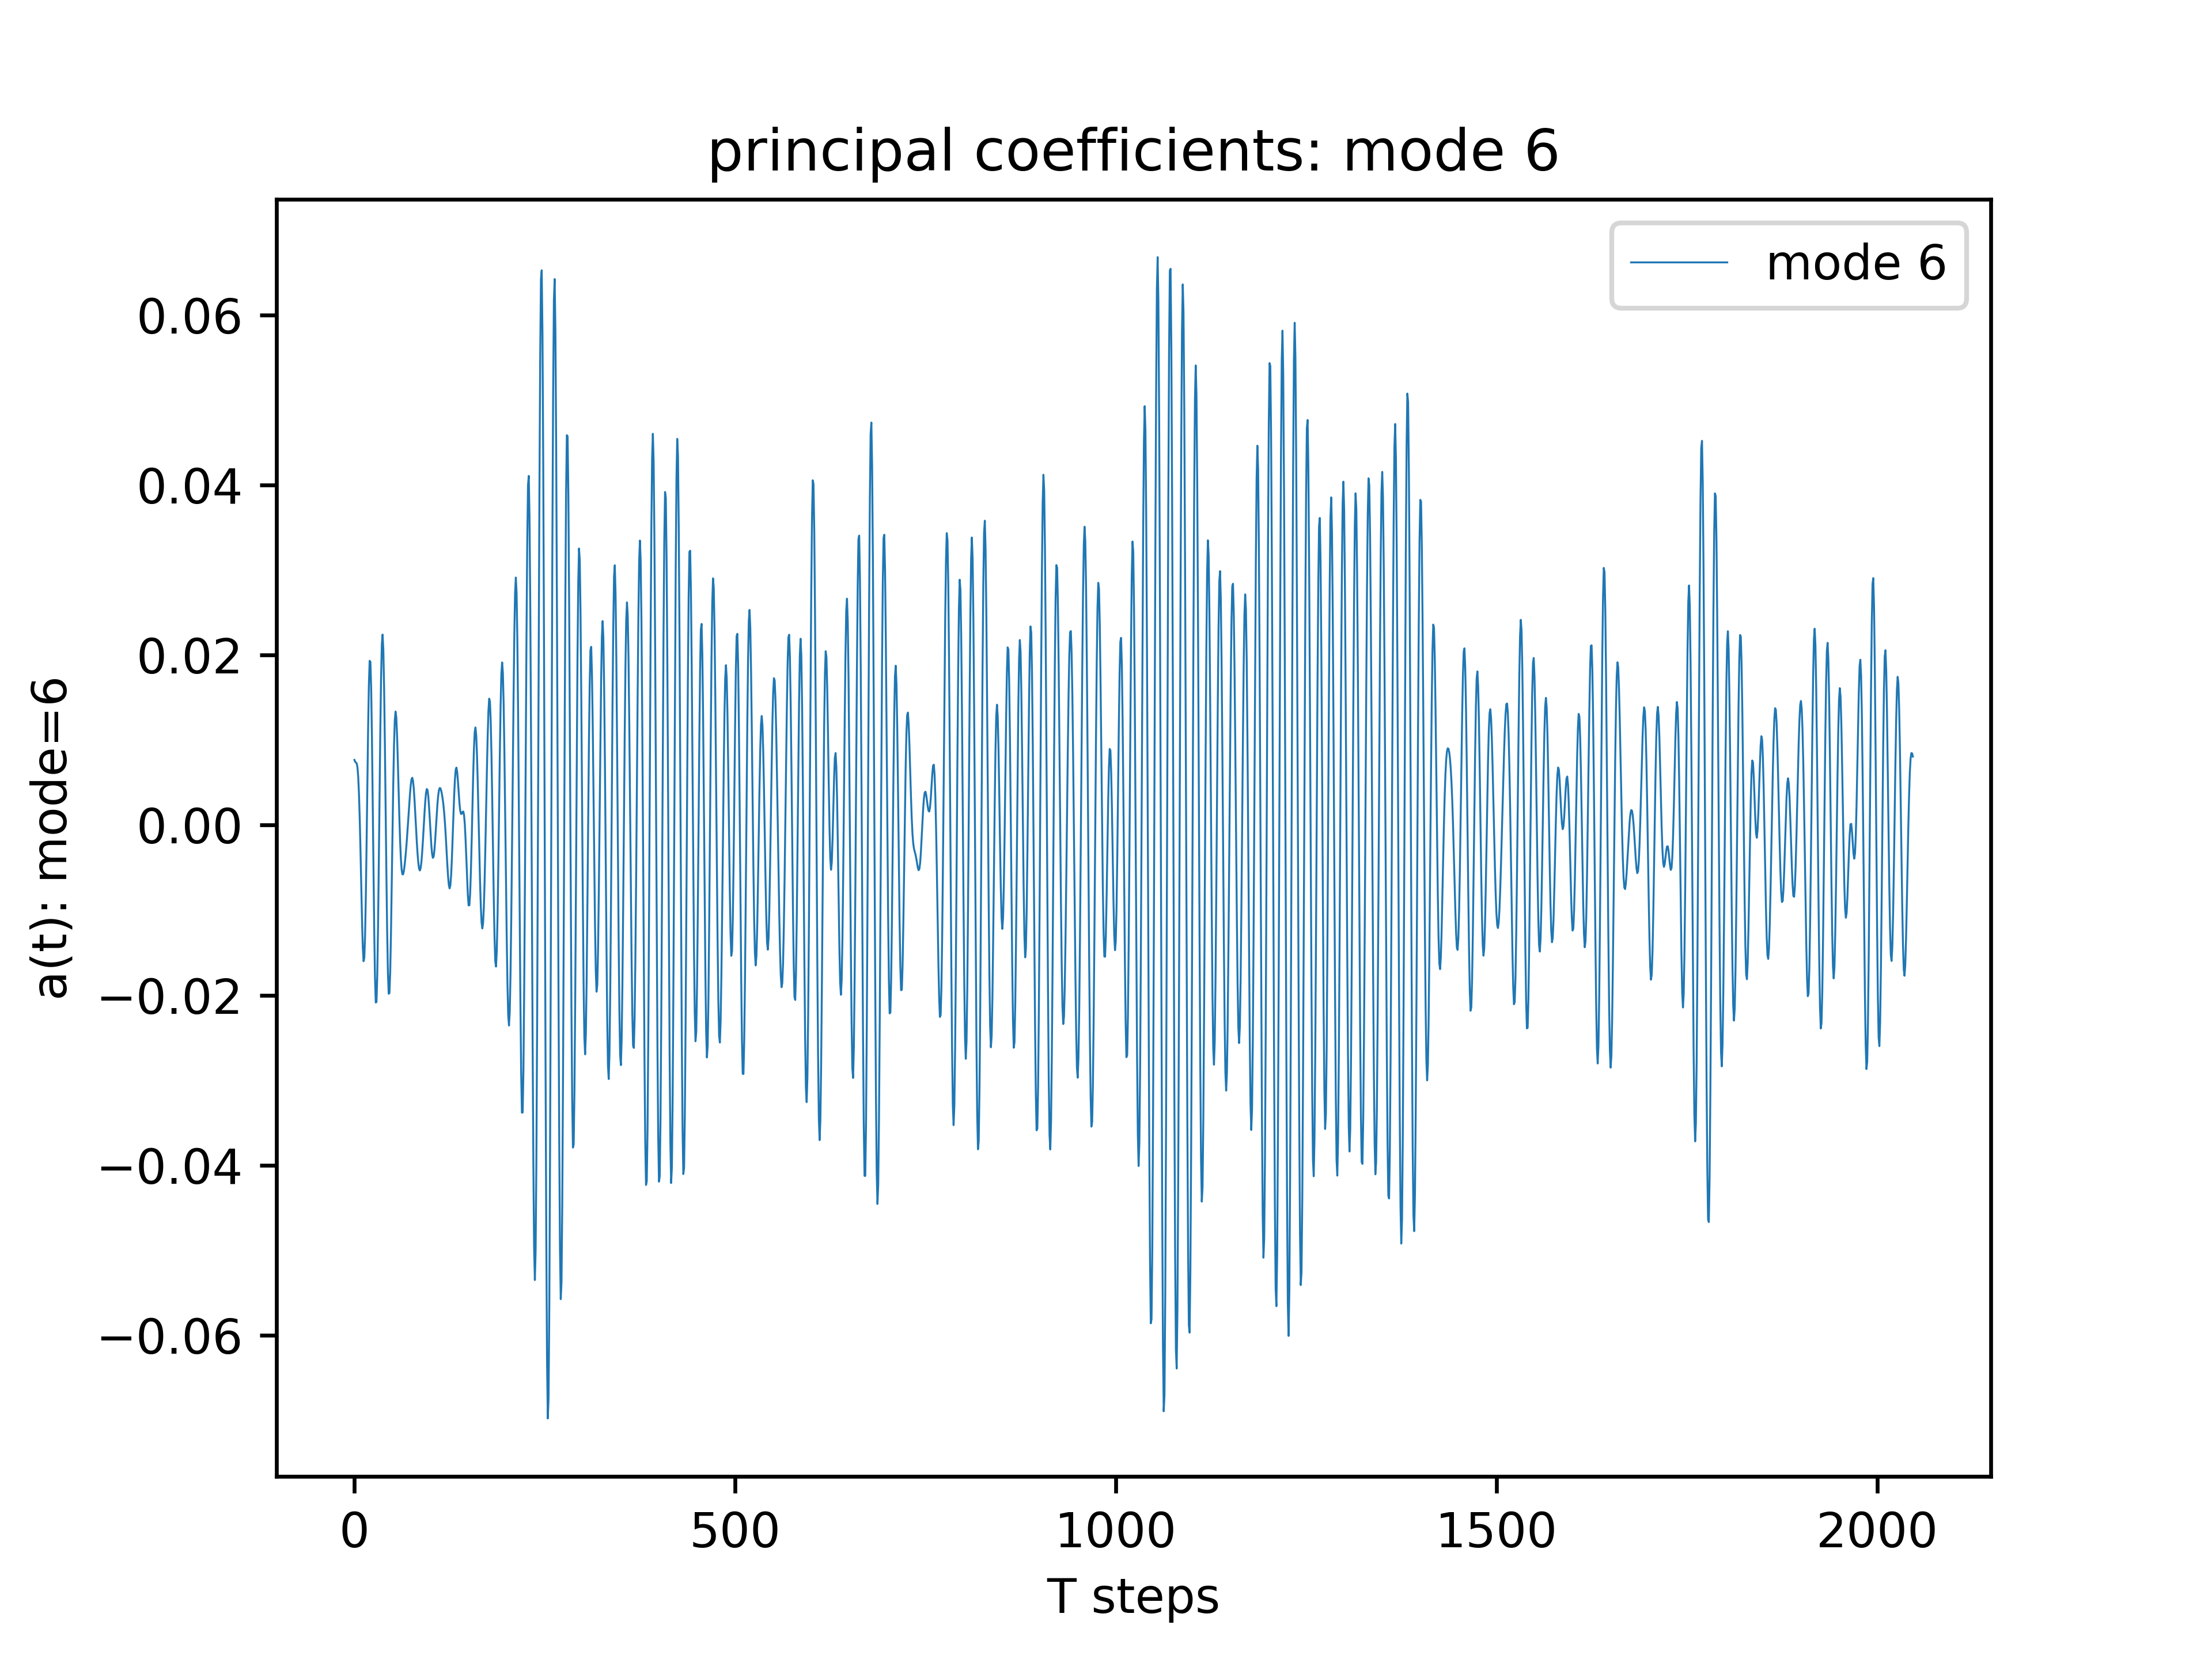 principal coefficients: mode 6
mode 6
a(t): mode=6
0.06
0.04
0.02
0.00
−0.02
−0.04
−0.06
0 500 1000 1500 2000
T steps